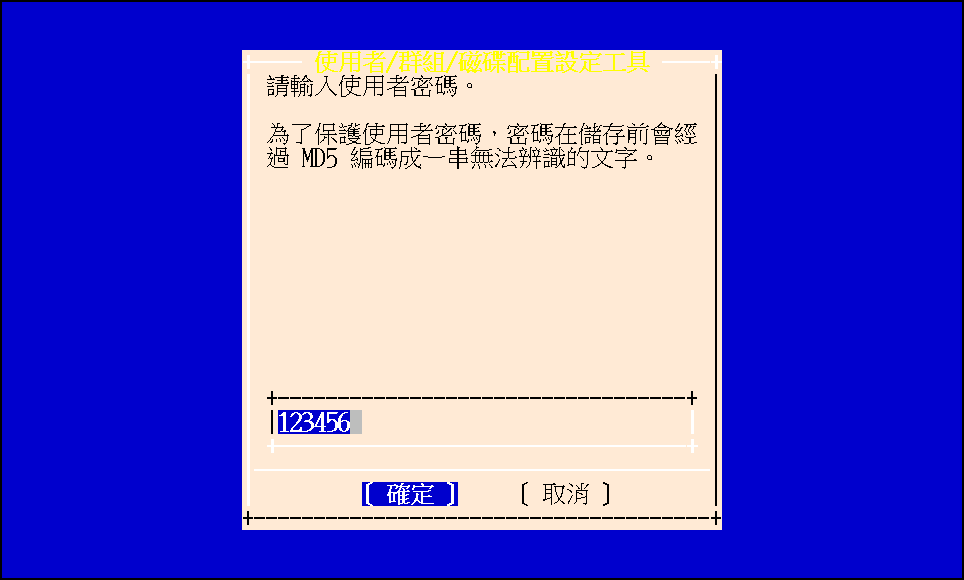 使用者/群組/磁碟配置設定工具
請輸入使用者密碼。
為了保護使用者密碼，密碼在儲存前會經
過 MD5 編碼成一串無法辨識的文字。
123456
[ 確定 ] [ 取消 ]